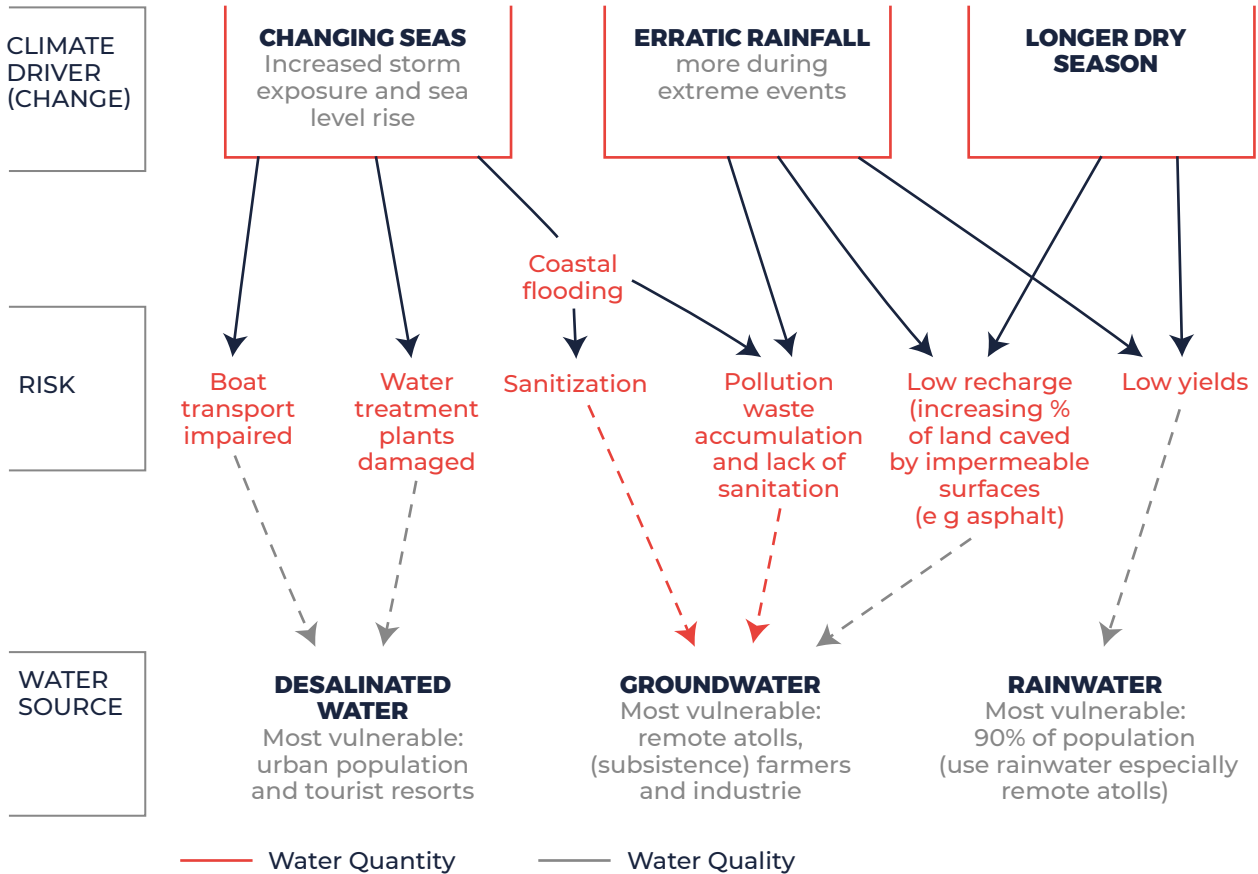 CLIMATE
DRIVER
(CHANGE)
CHANGING SEAS
Increased storm
exposure and sea
level rise
ERRATIC RAINFALL
more during
extreme events
LONGER DRY
SEASON
Coastal
flooding
RISK
Boat
transport
impaired
Water
treatment
plants
damaged
Sanitization
Pollution
waste
accumulation
and lack of
sanitation
Low recharge
(increasing %
of land caved
by impermeable
surfaces
(e g asphalt)
Low yields
WATER
SOURCE
DESALINATED
WATER
Most vulnerable:
urban population
and tourist resorts
GROUNDWATER
Most vulnerable:
remote atolls,
(subsistence) farmers
and industrie
RAINWATER
Most vulnerable:
90% of population
(use rainwater especially
remote atolls)
Water Quantity
Water Quality